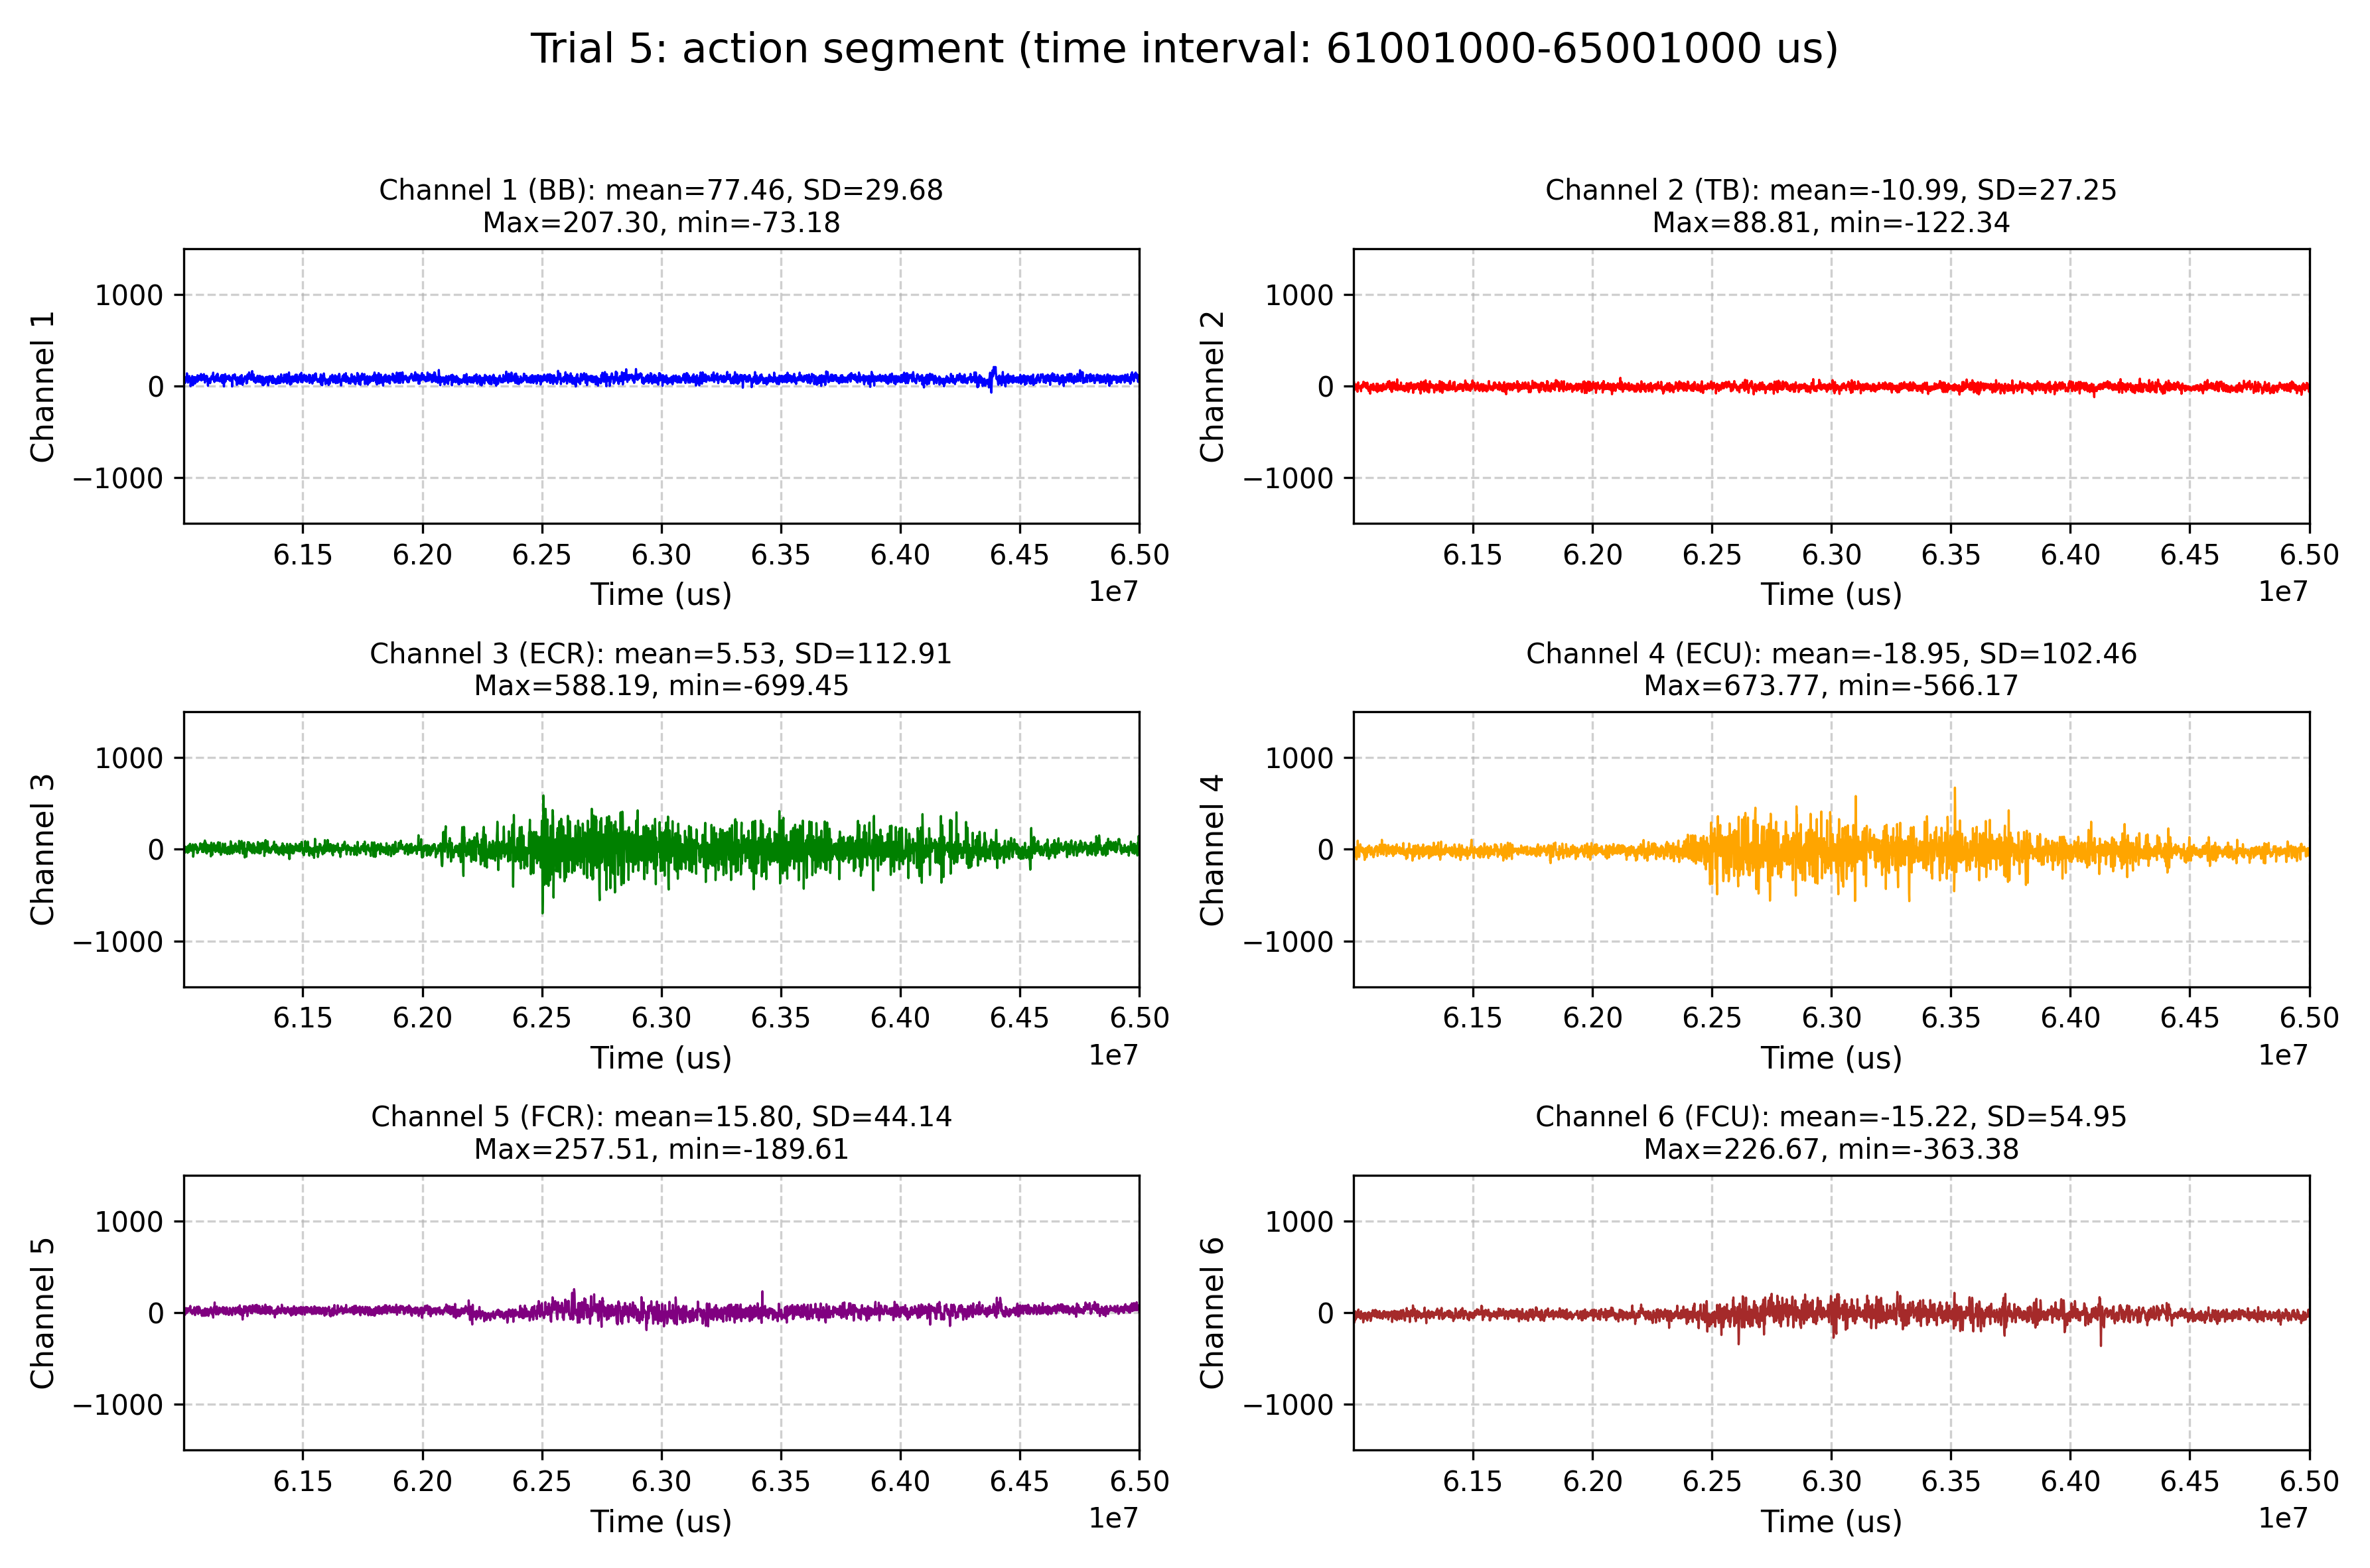 Trial 5: action segment (time interval: 61001000-65001000 us)
Channel 1 (BB): mean=77.46, SD=29.68
Max=207.30, min=-73.18
Channel 1
1000
0
−1000
6.15 6.20 6.25 6.30 6.35 6.40 6.45 6.50
Time (us)
1e7
Channel 2 (TB): mean=-10.99, SD=27.25
Max=88.81, min=-122.34
Channel 2
1000
0
−1000
6.15 6.20 6.25 6.30 6.35 6.40 6.45 6.50
Time (us)
1e7
Channel 3 (ECR): mean=5.53, SD=112.91
Max=588.19, min=-699.45
Channel 3
1000
0
−1000
6.15 6.20 6.25 6.30 6.35 6.40 6.45 6.50
Time (us)
1e7
Channel 4 (ECU): mean=-18.95, SD=102.46
Max=673.77, min=-566.17
Channel 4
1000
0
−1000
6.15 6.20 6.25 6.30 6.35 6.40 6.45 6.50
Time (us)
1e7
Channel 5 (FCR): mean=15.80, SD=44.14
Max=257.51, min=-189.61
Channel 5
1000
0
−1000
6.15 6.20 6.25 6.30 6.35 6.40 6.45 6.50
Time (us)
1e7
Channel 6 (FCU): mean=-15.22, SD=54.95
Max=226.67, min=-363.38
Channel 6
1000
0
−1000
6.15 6.20 6.25 6.30 6.35 6.40 6.45 6.50
Time (us)
1e7